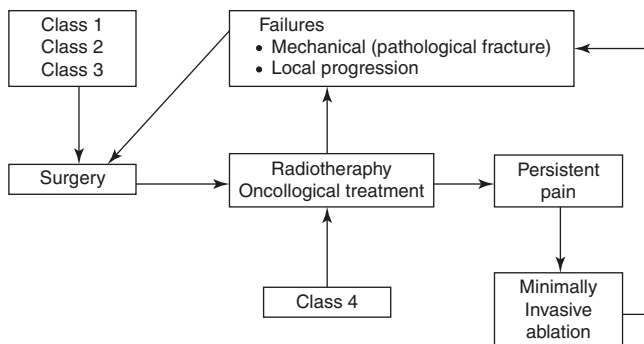 Class 1
Class 2
Class 3
Failures
• Mechanical (pathological fracture)
• Local progression
Surgery
Radiotheraphy
Oncollogical treatment
Persistent
pain
Class 4
Minimally
Invasive
ablation